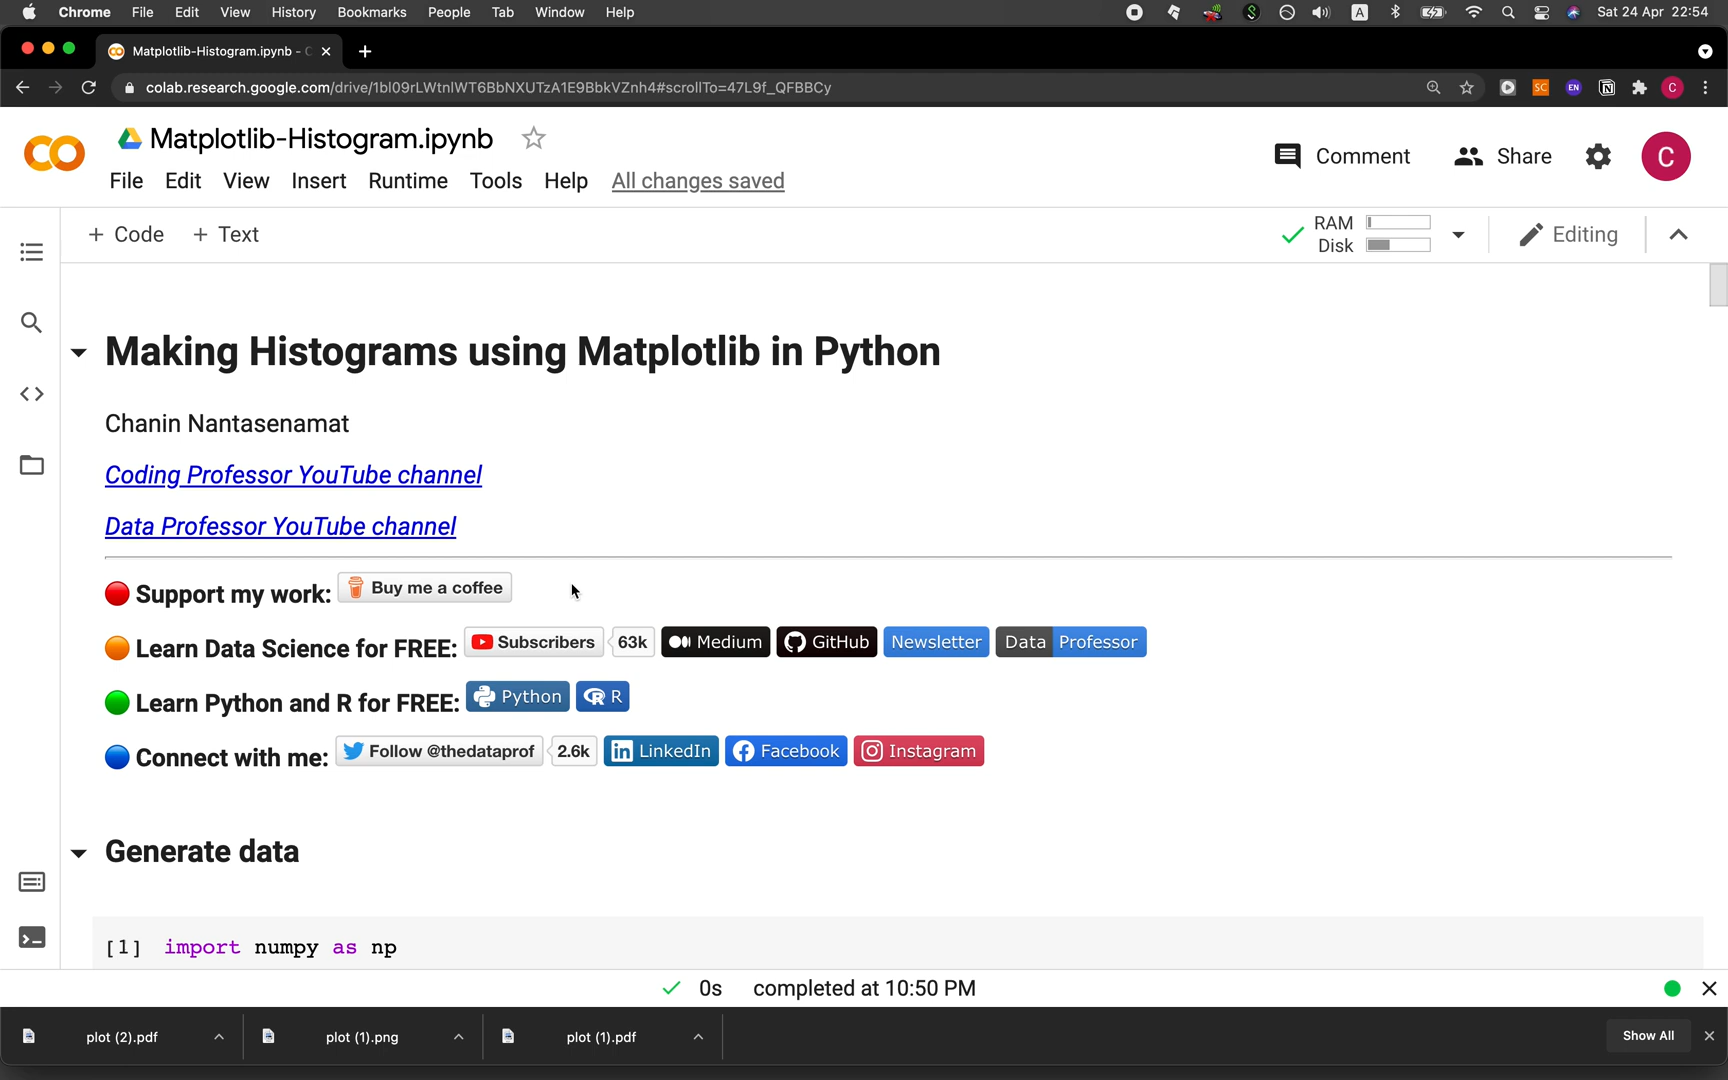 Chrome File Edit View History Bookmarks People Tab Window Help A Sat 24 Apr 22:54
Matplotlib-Histogram.ipynb - C
colab.research.google.com/drive/1bl09rLWtnlWT6BbNXUTzA1E9BbkVZnh4#scrollTo=47L9f_QFBBCy SC EN C
Matplotlib-Histogram.ipynb
Comment Share C
File Edit View Insert Runtime Tools Help All changes saved
+ Code + Text RAM Disk Editing
Making Histograms using Matplotlib in Python
Chanin Nantasenamat
Coding Professor YouTube channel
Data Professor YouTube channel
Support my work: Buy me a coffee
Learn Data Science for FREE: Subscribers 63k Medium GitHub Newsletter Data Professor
Learn Python and R for FREE: Python R
Connect with me: Follow @thedataprof 2.6k LinkedIn Facebook Instagram
Generate data
[1] import numpy as np
0s completed at 10:50 PM
plot (2).pdf plot (1).png plot (1).pdf Show All